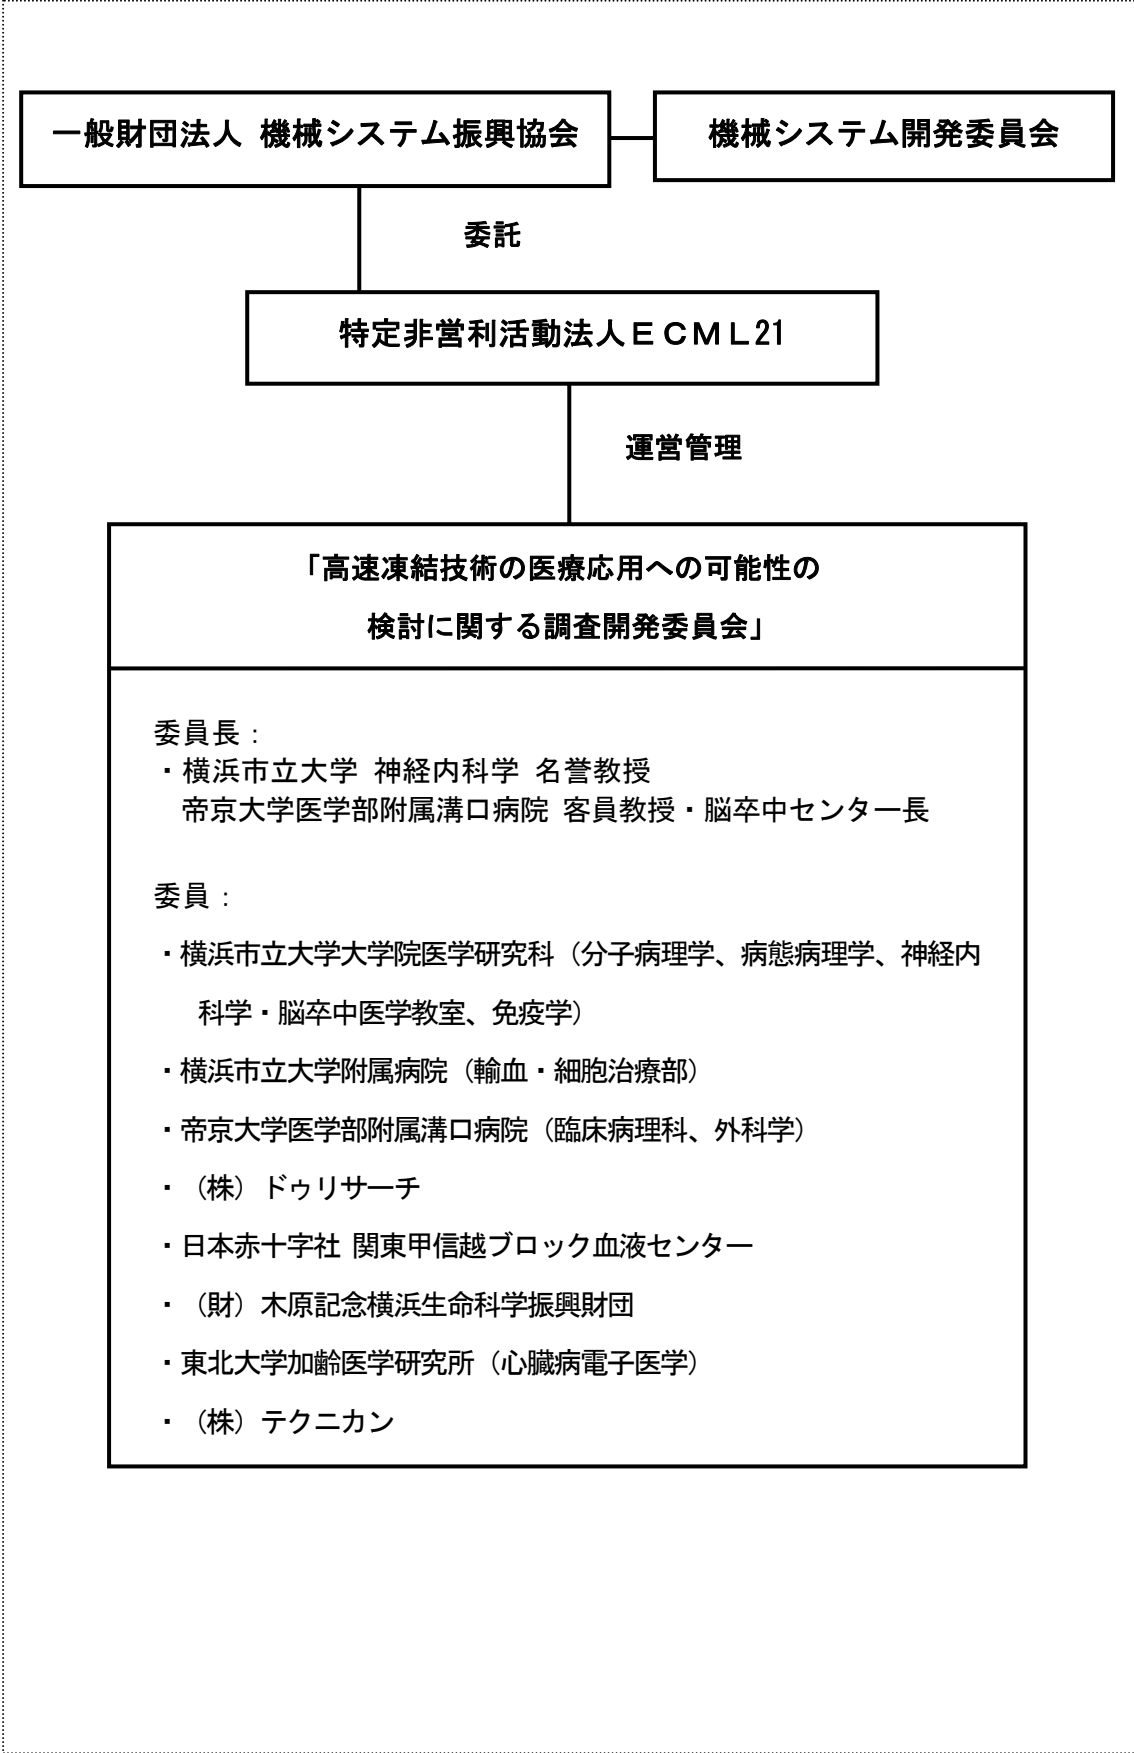 一般財団法人 機械システム振興協会
機械システム開発委員会
委託
特定非営利活動法人ＥＣＭＬ21
運営管理
「高速凍結技術の医療応用への可能性の
検討に関する調査開発委員会」
委員長：
・横浜市立大学 神経内科学 名誉教授
帝京大学医学部附属溝口病院 客員教授・脳卒中センター長
委員：
・横浜市立大学大学院医学研究科（分子病理学、病態病理学、神経内
科学・脳卒中医学教室、免疫学）
・横浜市立大学附属病院（輸血・細胞治療部）
・帝京大学医学部附属溝口病院（臨床病理科、外科学）
・（株）ドゥリサーチ
・日本赤十字社 関東甲信越ブロック血液センター
・（財）木原記念横浜生命科学振興財団
・東北大学加齢医学研究所（心臓病電子医学）
・（株）テクニカン